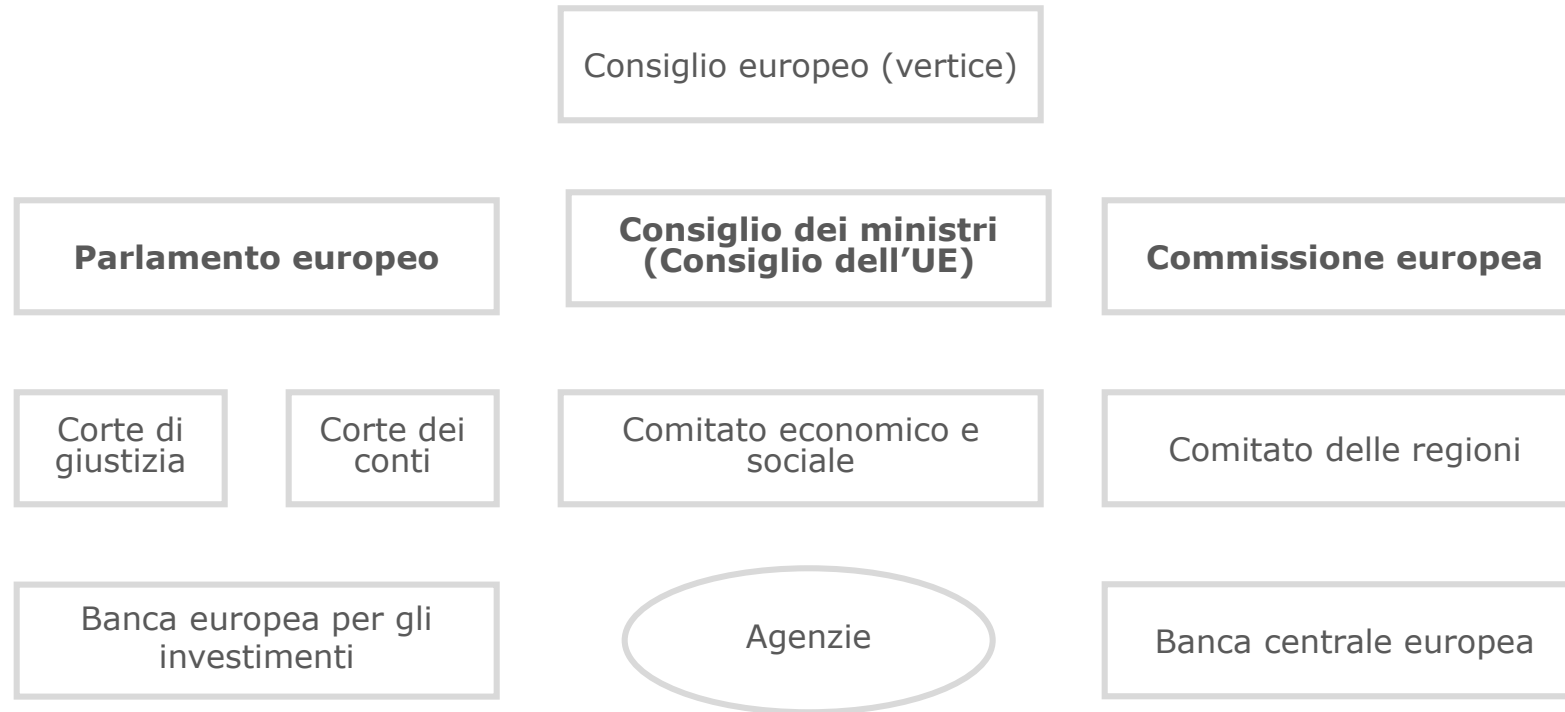 Consiglio europeo (vertice)
Parlamento europeo
Consiglio dei ministri
(Consiglio dell’UE)
Commissione europea
Corte di
giustizia
Corte dei
conti
Comitato economico e
sociale
Comitato delle regioni
Banca europea per gli
investimenti
Agenzie
Banca centrale europea